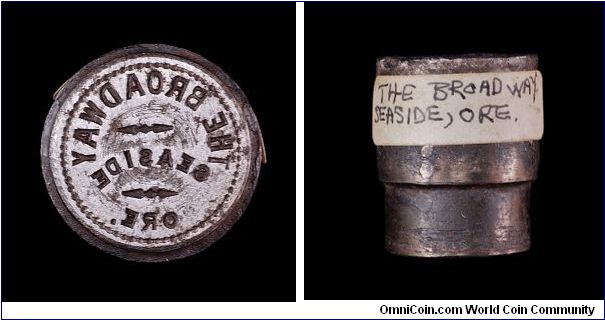 THE BROADWAY
SEASIDE
ORE.
THE BROADWAY
SEASIDE, ORE.
OmniCoin.com World Coin Community